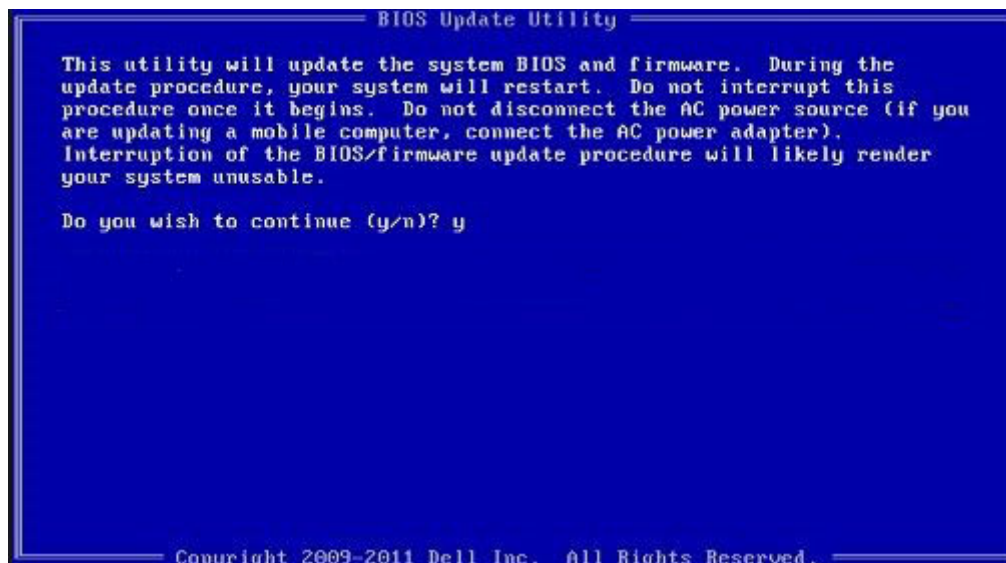 BIOS Update Utility
This utility will update the system BIOS and firmware. During the
update procedure, your system will restart. Do not interrupt this
procedure once it begins. Do not disconnect the AC power source (if you
are updating a mobile computer, connect the AC power adapter).
Interruption of the BIOS/firmware update procedure will likely render
your system unusable.
Do you wish to continue (y/n)? y
Copyright 2009-2011 Dell Inc. All Rights Reserved.